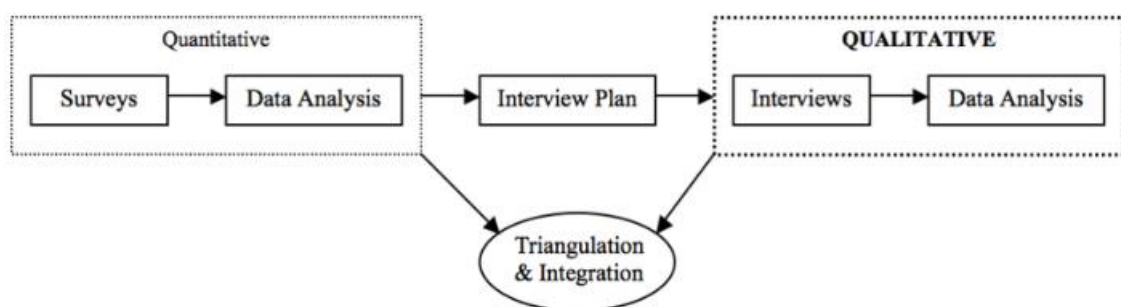 Quantitative
QUALITATIVE
Surveys
Data Analysis
Interview Plan
Interviews
Data Analysis
Triangulation
& Integration